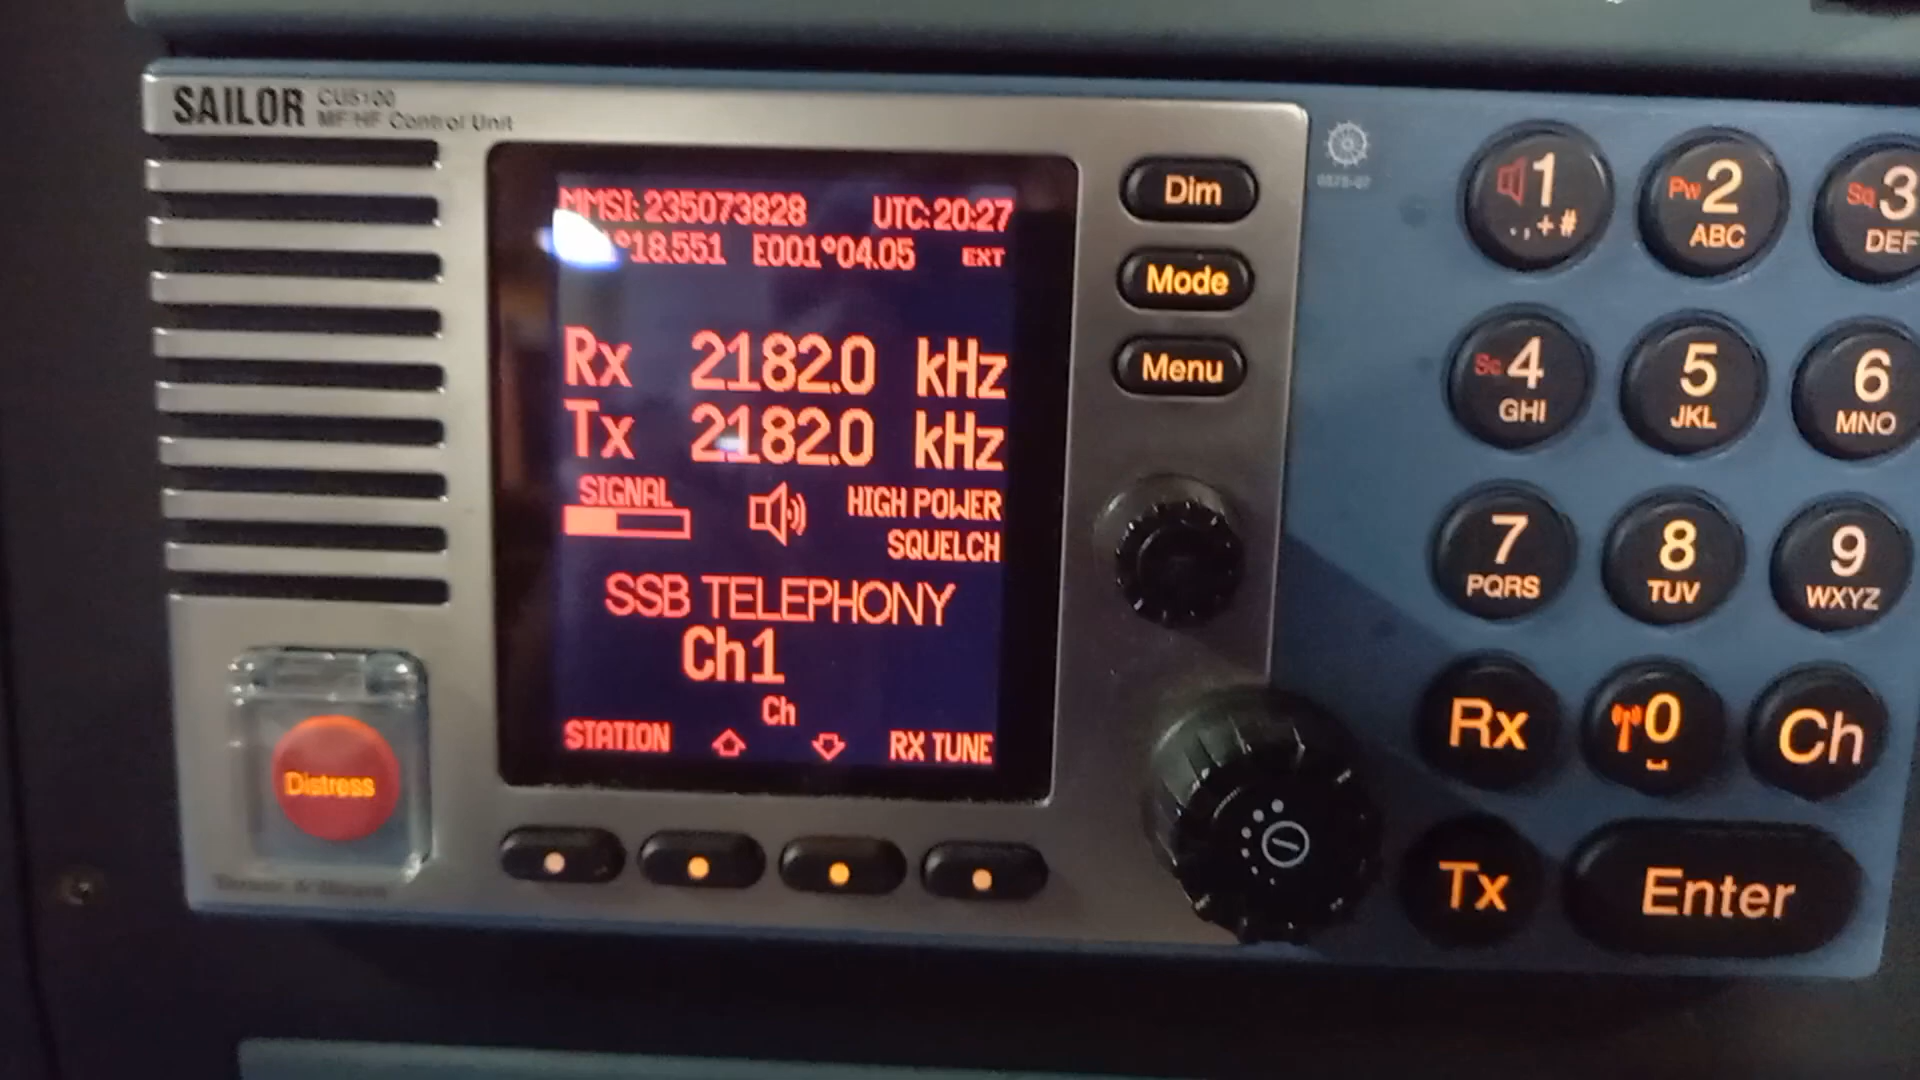 SAILOR CU5100
MF/HF Control Unit
MMSI:235073828 UTC:20:27
1°18.551 E001°04.05 EXT
Rx 2182.0 kHz
Tx 2182.0 kHz
SIGNAL HIGH POWER
SQUELCH
SSB TELEPHONY
Ch1
Ch
STATION RX TUNE
Distress
Dim
Mode
Menu
1 .,+#
Pw 2 ABC
Sq 3 DEF
Sc 4 GHI
5 JKL
6 MNO
7 PQRS
8 TUV
9 WXYZ
Rx
0
Ch
Tx
Enter